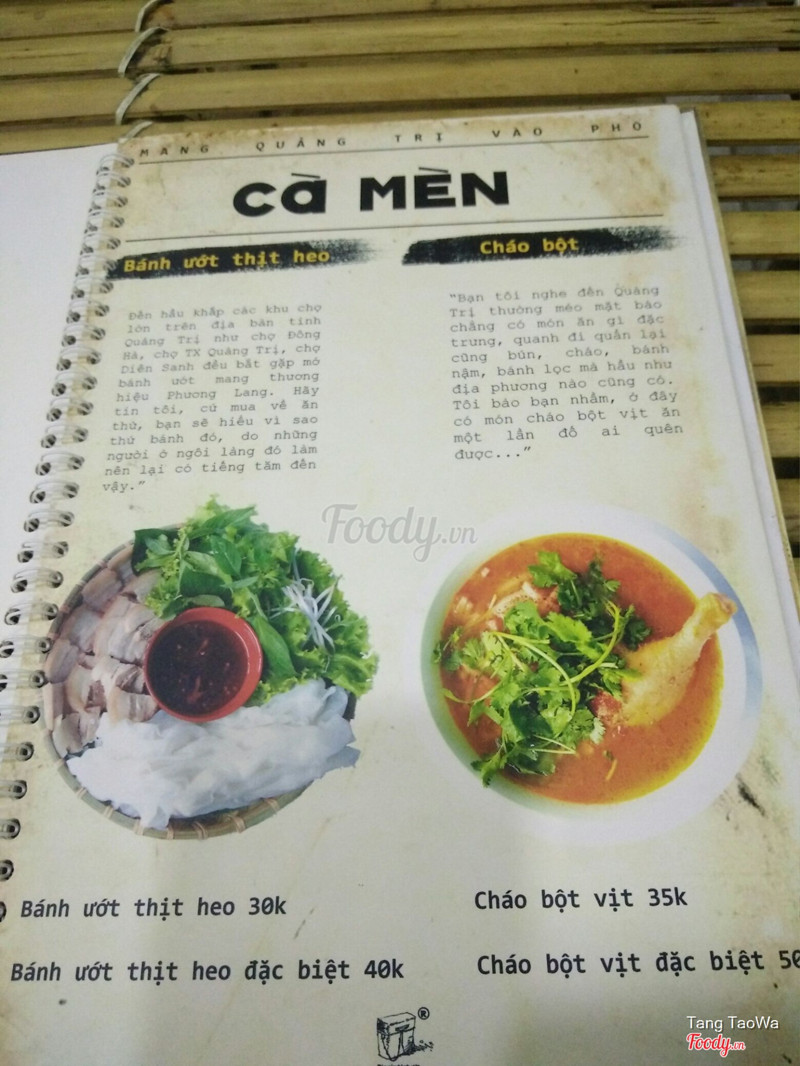 MANG QUẢNG TRỊ VÀO PHỐ
CÀ MÈN
Bánh ướt thịt heo
Đến hầu khắp các khu chợ
lớn trên địa bàn tỉnh
Quảng Trị như chợ Đông
Hà, chợ TX Quảng Trị, chợ
Diên Sanh đều bắt gặp mớ
bánh ướt mang thương
hiệu Phương Lang. Hãy
tin tôi, cứ mua về ăn
thử, bạn sẽ hiểu vì sao
thứ bánh đó, do những
người ở ngôi làng đó làm
nên lại có tiếng tăm đến
vậy."
Cháo bột
"Bạn tôi nghe đến Quảng
Trị thường méo mặt bảo
chẳng có món ăn gì đặc
trưng, quanh đi quẩn lại
cũng bún, cháo, bánh
nậm, bánh lọc mà hầu như
địa phương nào cũng có.
Tôi bảo bạn nhầm, ở đây
có món cháo bột vịt ăn
một lần đố ai quên
được..."
Foody.vn
Bánh ướt thịt heo 30k
Bánh ướt thịt heo đặc biệt 40k
Cháo bột vịt 35k
Cháo bột vịt đặc biệt 50
®
Tang TaoWa
Foody.vn